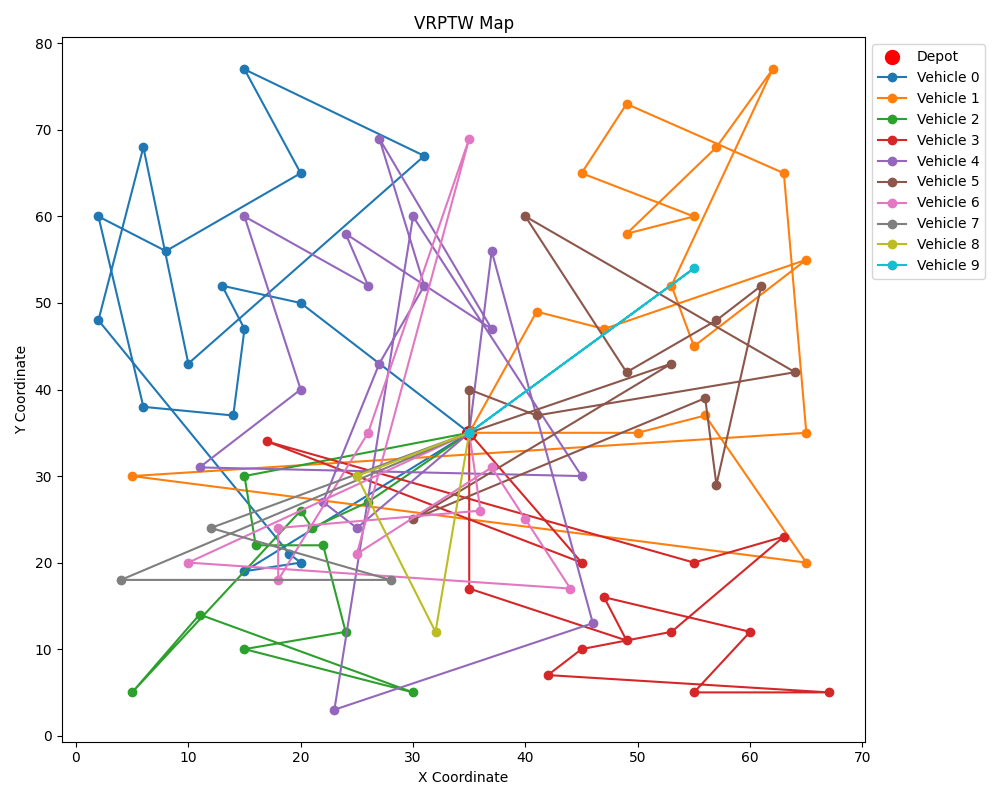 VRPTW Map
80
70
60
50
40
30
20
10
0
Y Coordinate
0 10 20 30 40 50 60 70
X Coordinate
Depot
Vehicle 0
Vehicle 1
Vehicle 2
Vehicle 3
Vehicle 4
Vehicle 5
Vehicle 6
Vehicle 7
Vehicle 8
Vehicle 9